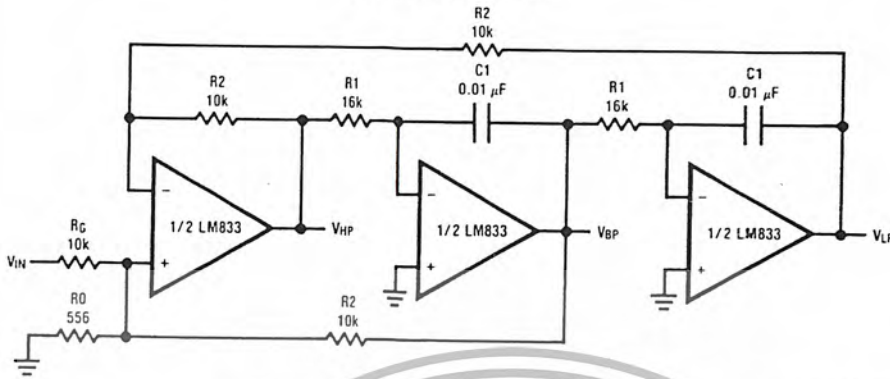 R2
10k
R2
10k
R1
16k
C1
0.01 µF
R1
16k
C1
0.01 µF
−
+
1/2 LM833
VHP
−
+
1/2 LM833
VBP
−
+
1/2 LM833
RG
10k
VIN
R0
556
R2
10k